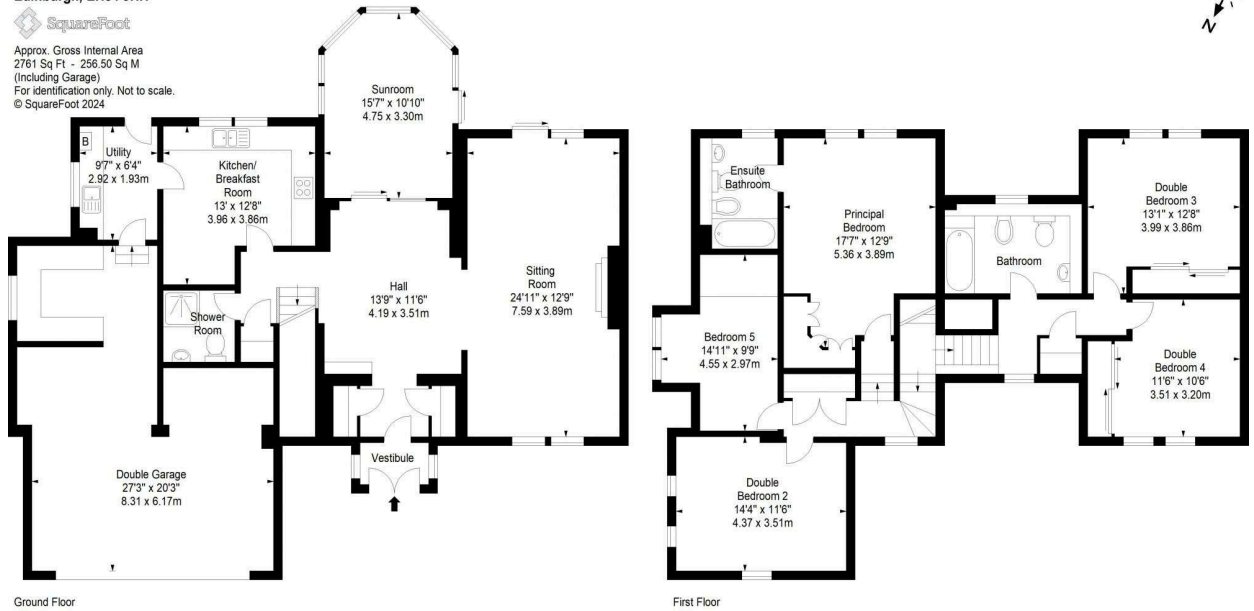 SquareFoot
Approx. Gross Internal Area
2761 Sq Ft - 256.50 Sq M
(Including Garage)
For identification only. Not to scale.
© SquareFoot 2024
N
Sunroom
15'7" x 10'10"
4.75 x 3.30m
B
Utility
9'7" x 6'4"
2.92 x 1.93m
Kitchen/
Breakfast
Room
13' x 12'8"
3.96 x 3.86m
Sitting
Room
24'11" x 12'9"
7.59 x 3.89m
Hall
13'9" x 11'6"
4.19 x 3.51m
Shower
Room
Vestibule
Double Garage
27'3" x 20'3"
8.31 x 6.17m
Ground Floor
Ensuite
Bathroom
Principal
Bedroom
17'7" x 12'9"
5.36 x 3.89m
Bathroom
Double
Bedroom 3
13'1" x 12'8"
3.99 x 3.86m
Bedroom 5
14'11" x 9'9"
4.55 x 2.97m
Double
Bedroom 4
11'6" x 10'6"
3.51 x 3.20m
Double
Bedroom 2
14'4" x 11'6"
4.37 x 3.51m
First Floor